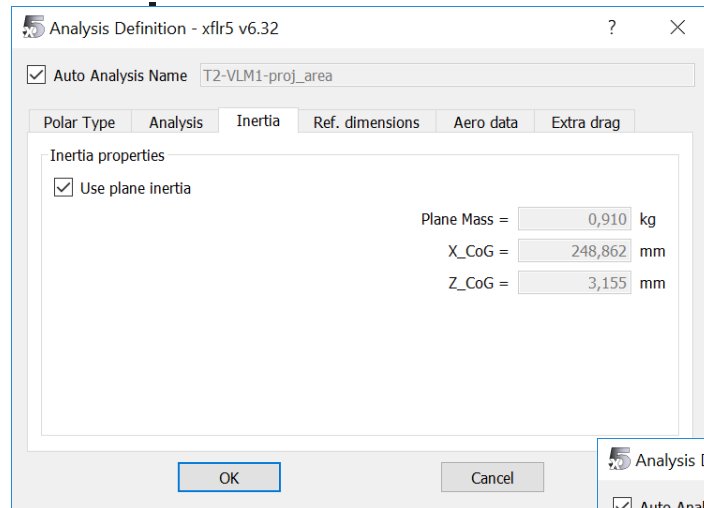 Analysis Definition - xflr5 v6.32
Auto Analysis Name T2-VLM1-proj_area
Polar Type Analysis Inertia Ref. dimensions Aero data Extra drag
Inertia properties
Use plane inertia
Plane Mass = 0,910 kg
X_CoG = 248,862 mm
Z_CoG = 3,155 mm
OK Cancel
Analysis
Auto